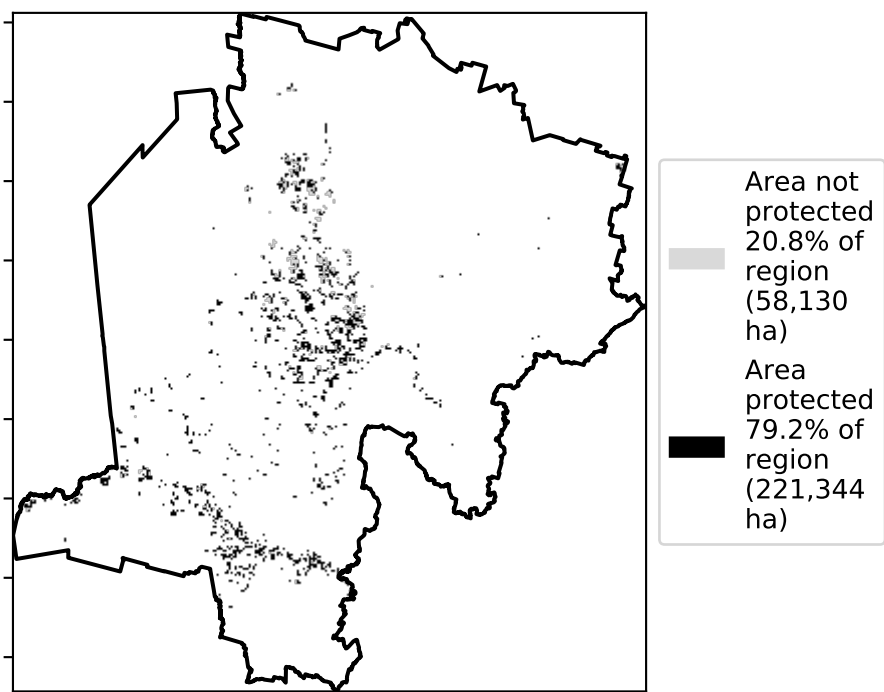 Area not
protected
20.8% of
region
(58,130
ha)
Area
protected
79.2% of
region
(221,344
ha)